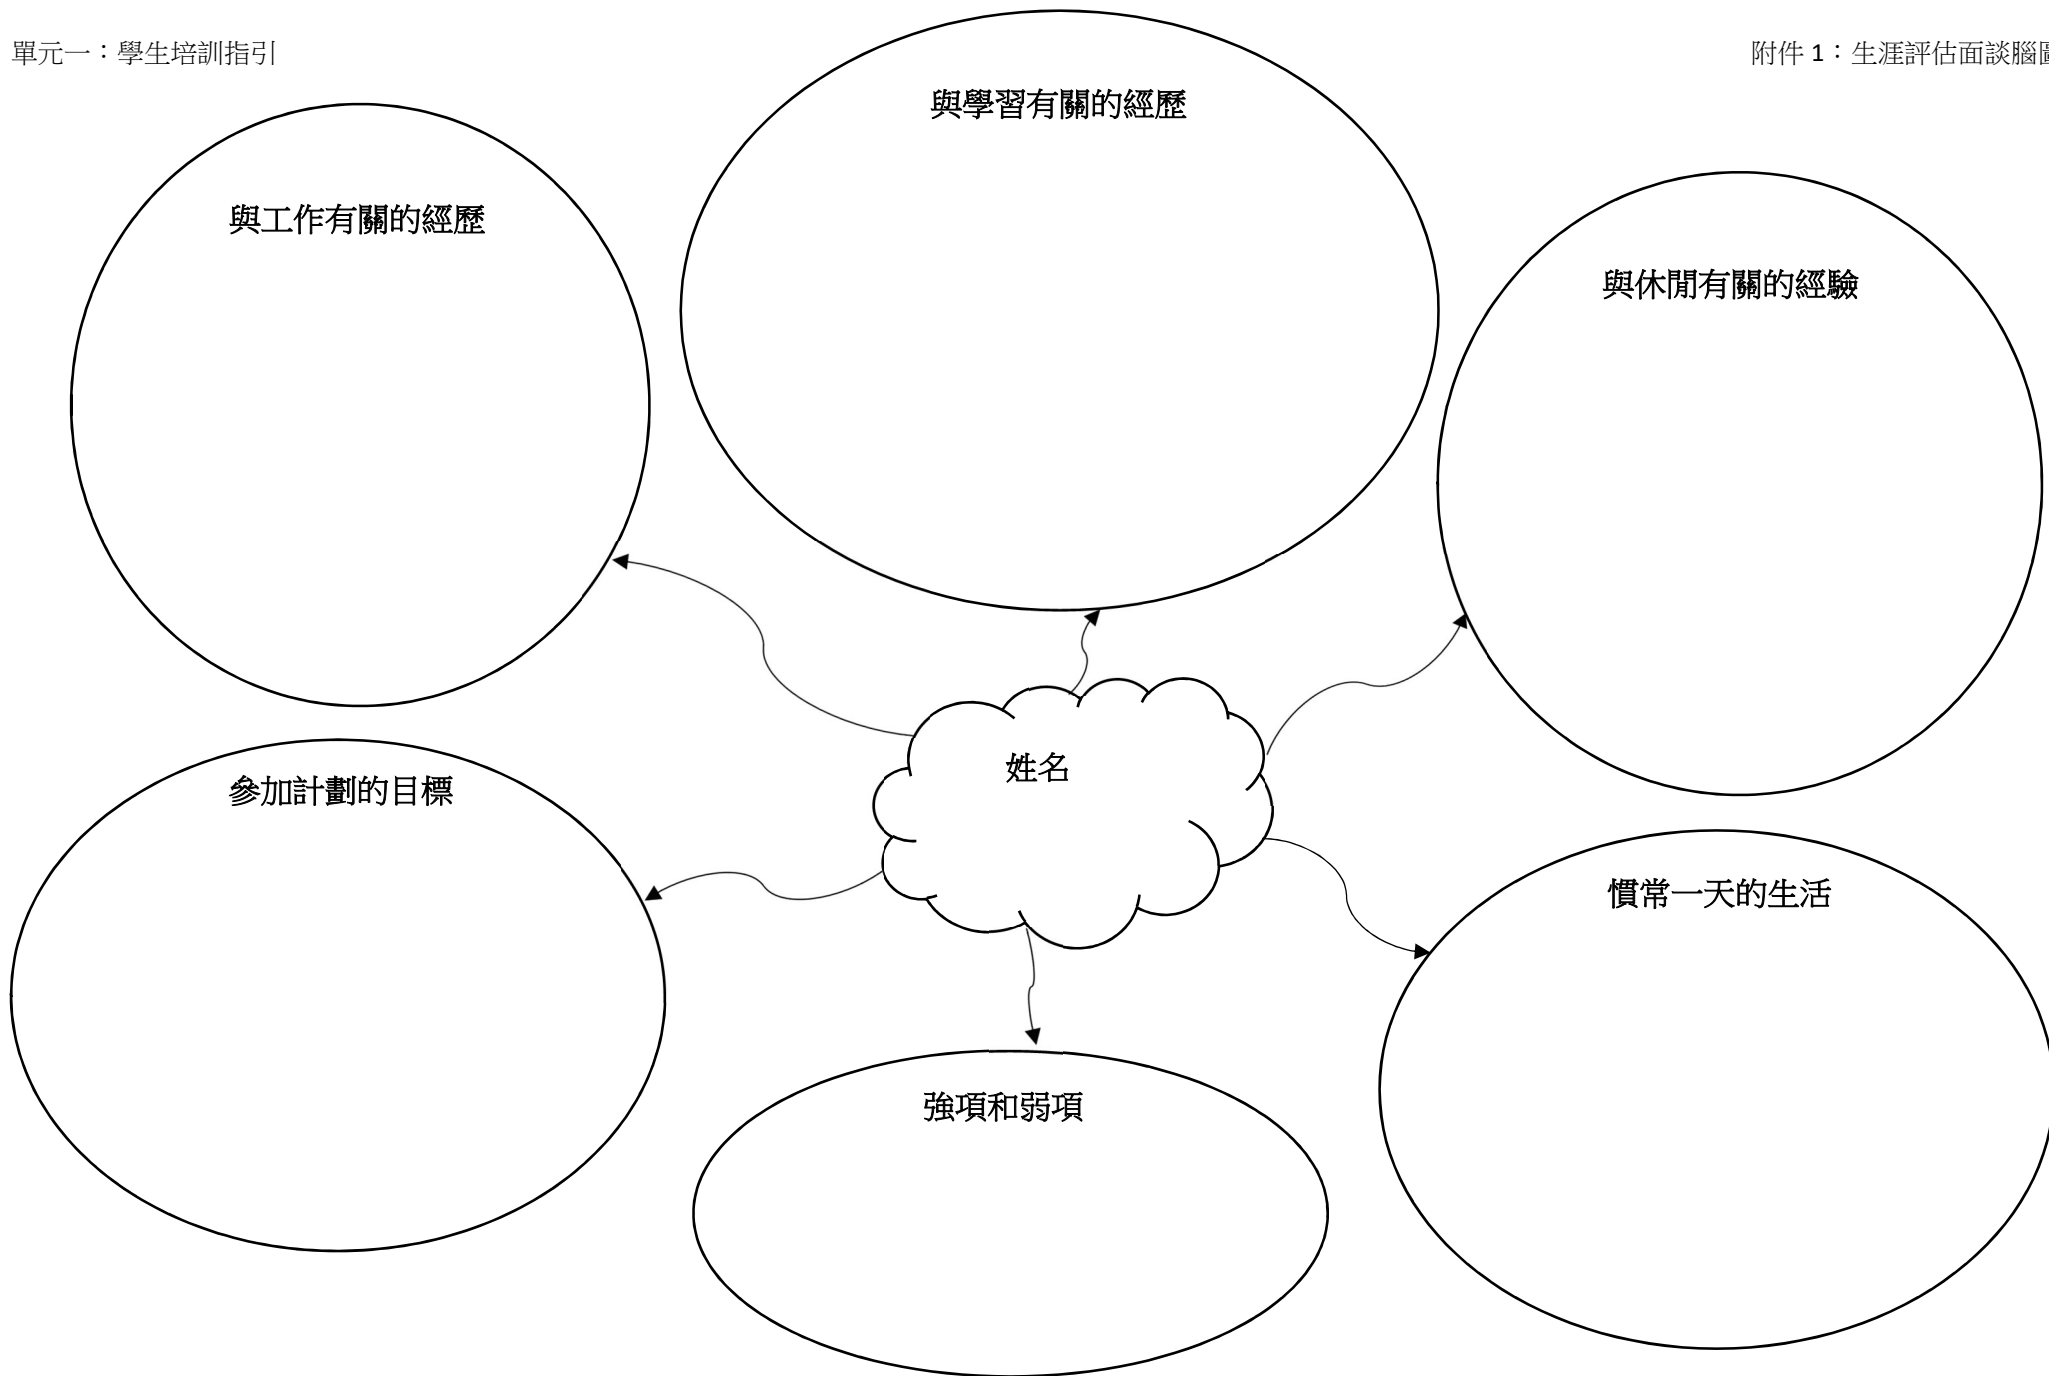 單元一：學生培訓指引
附件 1：生涯評估面談腦圖
與學習有關的經歷
與工作有關的經歷
與休閒有關的經驗
姓名
參加計劃的目標
慣常一天的生活
強項和弱項